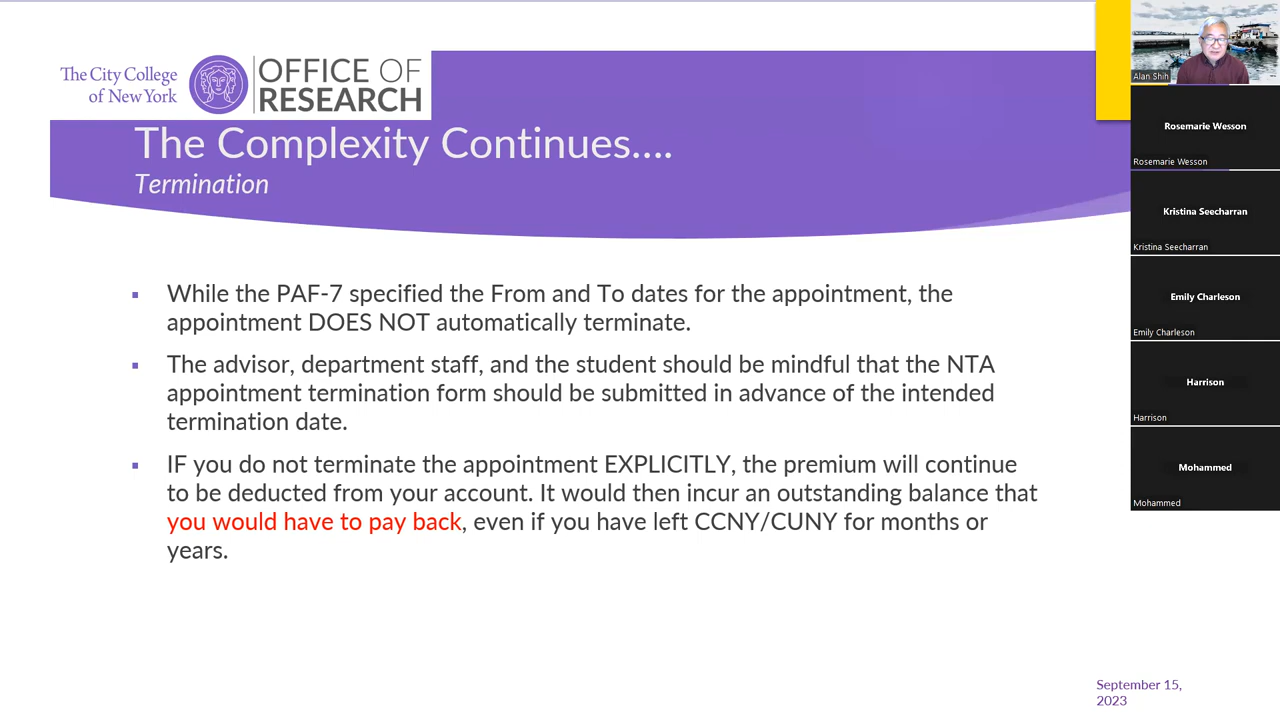 The City College
of New York
OFFICE OF
RESEARCH
The Complexity Continues....
Termination
▪ While the PAF-7 specified the From and To dates for the appointment, the
appointment DOES NOT automatically terminate.
▪ The advisor, department staff, and the student should be mindful that the NTA
appointment termination form should be submitted in advance of the intended
termination date.
▪ IF you do not terminate the appointment EXPLICITLY, the premium will continue
to be deducted from your account. It would then incur an outstanding balance that
you would have to pay back, even if you have left CCNY/CUNY for months or
years.
September 15,
2023
Alan Shih
Rosemarie Wesson
Rosemarie Wesson
Kristina Seecharran
Kristina Seecharran
Emily Charleson
Emily Charleson
Harrison
Harrison
Mohammed
Mohammed